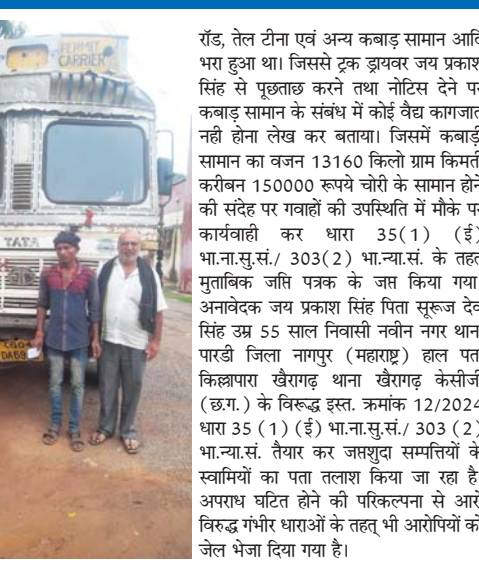 PERMIT
CARRIER
TATA
CG04
DA69
रॉड, तेल टीना एवं अन्य कबाड़ सामान आदि
भरा हुआ था। जिससे ट्रक ड्रायवर जय प्रकाश
सिंह से पूछताछ करने तथा नोटिस देने पर
कबाड़ सामान के संबंध में कोई वैद्य कागजात
नही होना लेख कर बताया। जिसमें कबाड़ी
सामान का वजन 13160 किलो ग्राम किमती
करीबन 150000 रूपये चोरी के सामान होने
की संदेह पर गवाहों की उपस्थिति में मौके पर
कार्यवाही कर धारा 35(1) (ई)
भा.ना.सु.सं./ 303(2) भा.न्या.सं. के तहत
मुताबिक जप्ति पत्रक के जप्त किया गया
अनावेदक जय प्रकाश सिंह पिता सूरूज देव
सिंह उम्र 55 साल निवासी नवीन नगर थाना
पारडी जिला नागपुर (महाराष्ट्र) हाल पता
किल्लापारा खैरागढ़ थाना खैरागढ़ केसीजी
(छ.ग.) के विरूद्ध इस्त. क्रमांक 12/2024
धारा 35 (1) (ई) भा.ना.सु.सं./ 303 (2)
भा.न्या.सं. तैयार कर जप्तशुदा सम्पत्तियों के
स्वामियों का पता तलाश किया जा रहा है
अपराध घटित होने की परिकल्पना से आरो
विरुद्ध गंभीर धाराओं के तहत् भी आरोपियों को
जेल भेजा दिया गया है।